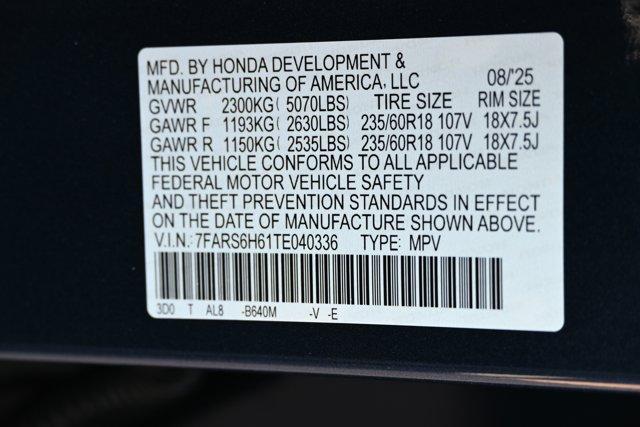 MFD. BY HONDA DEVELOPMENT &
MANUFACTURING OF AMERICA, LLC 08/'25
GVWR 2300KG ( 5070LBS) TIRE SIZE RIM SIZE
GAWR F 1193KG ( 2630LBS) 235/60R18 107V 18X7.5J
GAWR R 1150KG ( 2535LBS) 235/60R18 107V 18X7.5J
THIS VEHICLE CONFORMS TO ALL APPLICABLE
FEDERAL MOTOR VEHICLE SAFETY
AND THEFT PREVENTION STANDARDS IN EFFECT
ON THE DATE OF MANUFACTURE SHOWN ABOVE.
V.I.N.: 7FARS6H61TE040336 TYPE: MPV
3D0 T AL8 -B640M -V -E